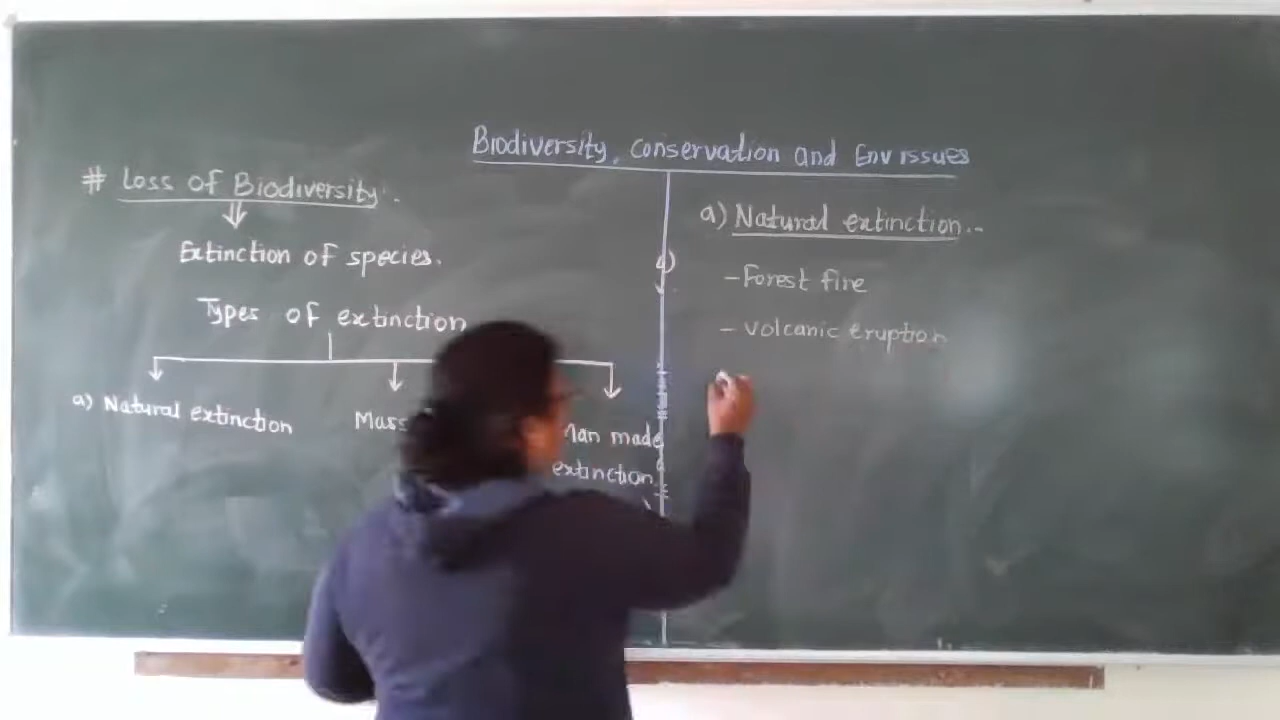 Biodiversity, Conservation and Env issues
# Loss of Biodiversity.
Extinction of species.
Types of extinction
a) Natural extinction
Mass
Man made
extinction.
a) Natural extinction..
- Forest fire
- Volcanic eruption